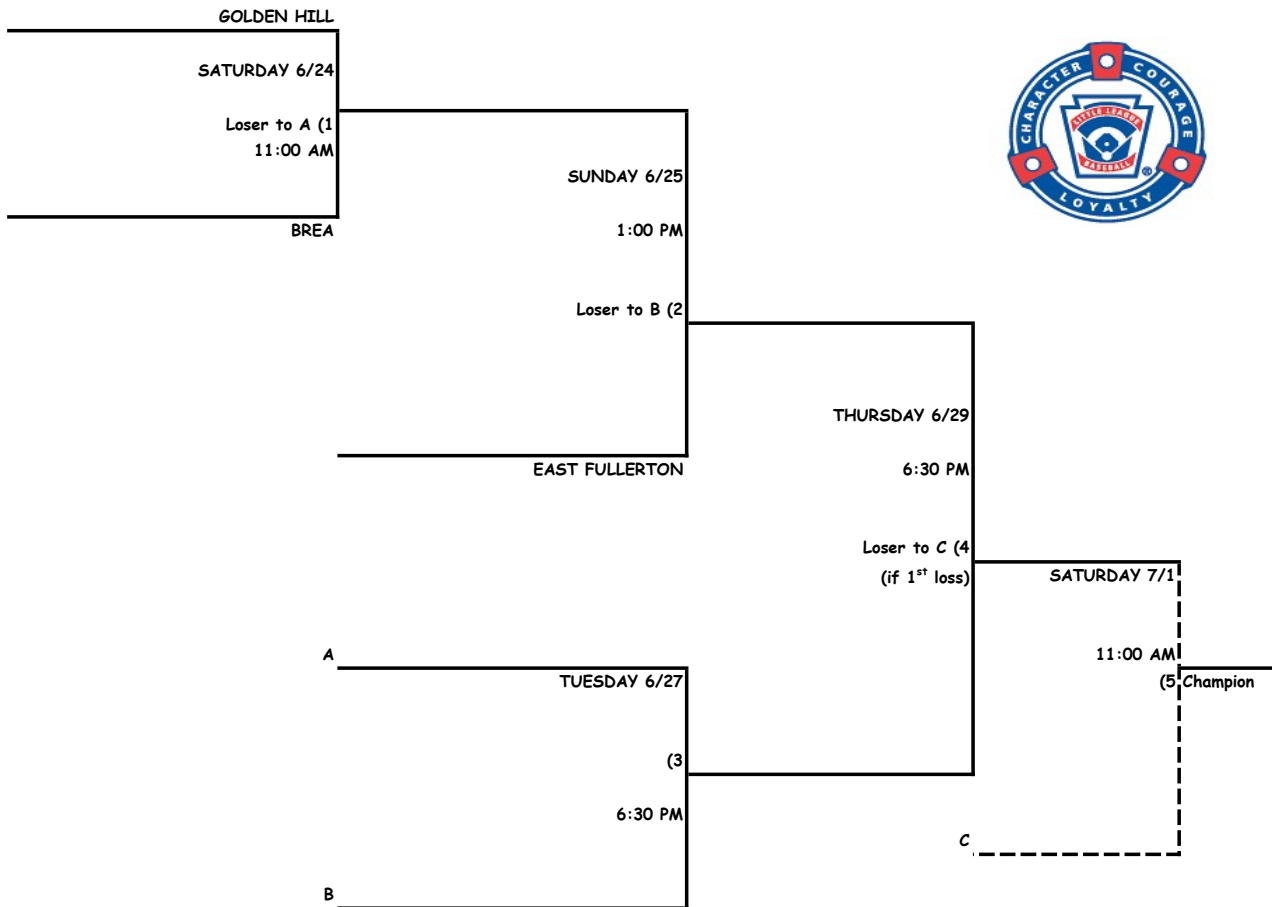 GOLDEN HILL
SATURDAY 6/24
Loser to A (1
11:00 AM
BREA
SUNDAY 6/25
1:00 PM
Loser to B (2
EAST FULLERTON
THURSDAY 6/29
6:30 PM
Loser to C (4
(if 1st loss)
SATURDAY 7/1
11:00 AM
(5 Champion
A
TUESDAY 6/27
(3
6:30 PM
B
C
CHARACTER
COURAGE
LOYALTY
LITTLE LEAGUE
BASEBALL
®